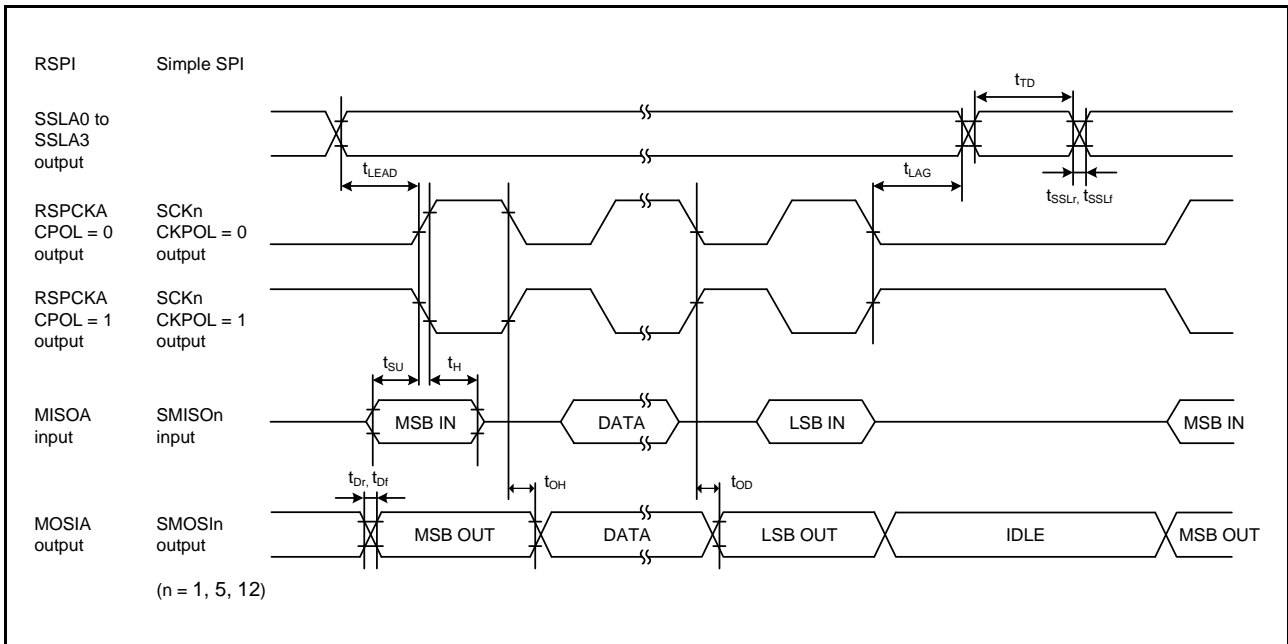 RSPI Simple SPI
SSLA0 to
SSLA3
output
tTD
tLEAD
tLAG
tSSLr, tSSLf
RSPCKA SCKn
CPOL = 0 CKPOL = 0
output output
RSPCKA SCKn
CPOL = 1 CKPOL = 1
output output
tSU tH
MISOA SMISOn
input input
MSB IN DATA LSB IN MSB IN
tDr, tDf tOH tOD
MOSIA SMOSIn
output output
MSB OUT DATA LSB OUT IDLE MSB OUT
(n = 1, 5, 12)